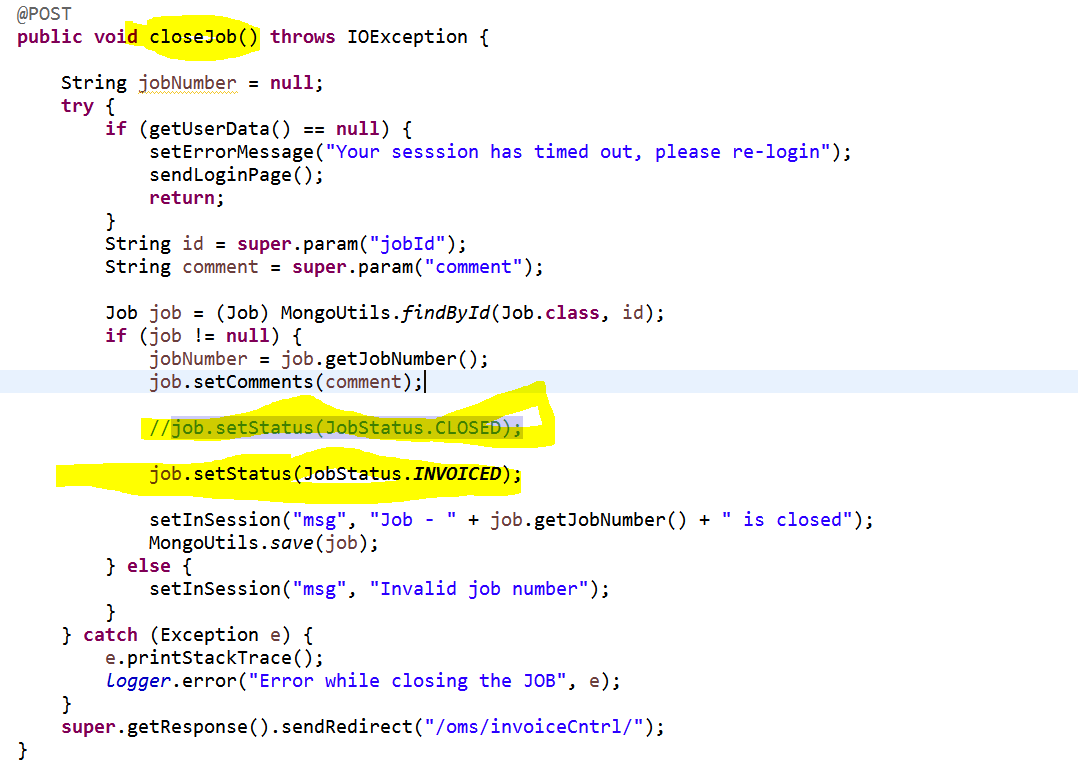 @POST
public void closeJob() throws IOException {
String jobNumber = null;
try {
if (getUserData() == null) {
setErrorMessage("Your sesssion has timed out, please re-login");
sendLoginPage();
return;
}
String id = super.param("jobId");
String comment = super.param("comment");
Job job = (Job) MongoUtils.findById(Job.class, id);
if (job != null) {
jobNumber = job.getJobNumber();
job.setComments(comment);
//job.setStatus(JobStatus.CLOSED);
job.setStatus(JobStatus.INVOICED);
setInSession("msg", "Job - " + job.getJobNumber() + " is closed");
MongoUtils.save(job);
} else {
setInSession("msg", "Invalid job number");
}
} catch (Exception e) {
e.printStackTrace();
logger.error("Error while closing the JOB", e);
}
super.getResponse().sendRedirect("/oms/invoiceCntrl/");
}